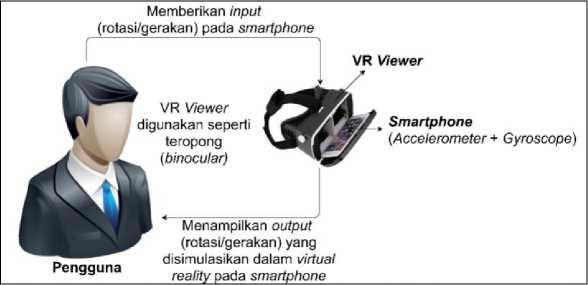 Memberikan input
(rotasi/gerakan) pada smartphone
VR Viewer
VR Viewer
digunakan seperti
teropong
(binocular)
Smartphone
(Accelerometer + Gyroscope)
Menampilkan output
(rotasi/gerakan) yang
disimulasikan dalam virtual
reality pada smartphone
Pengguna